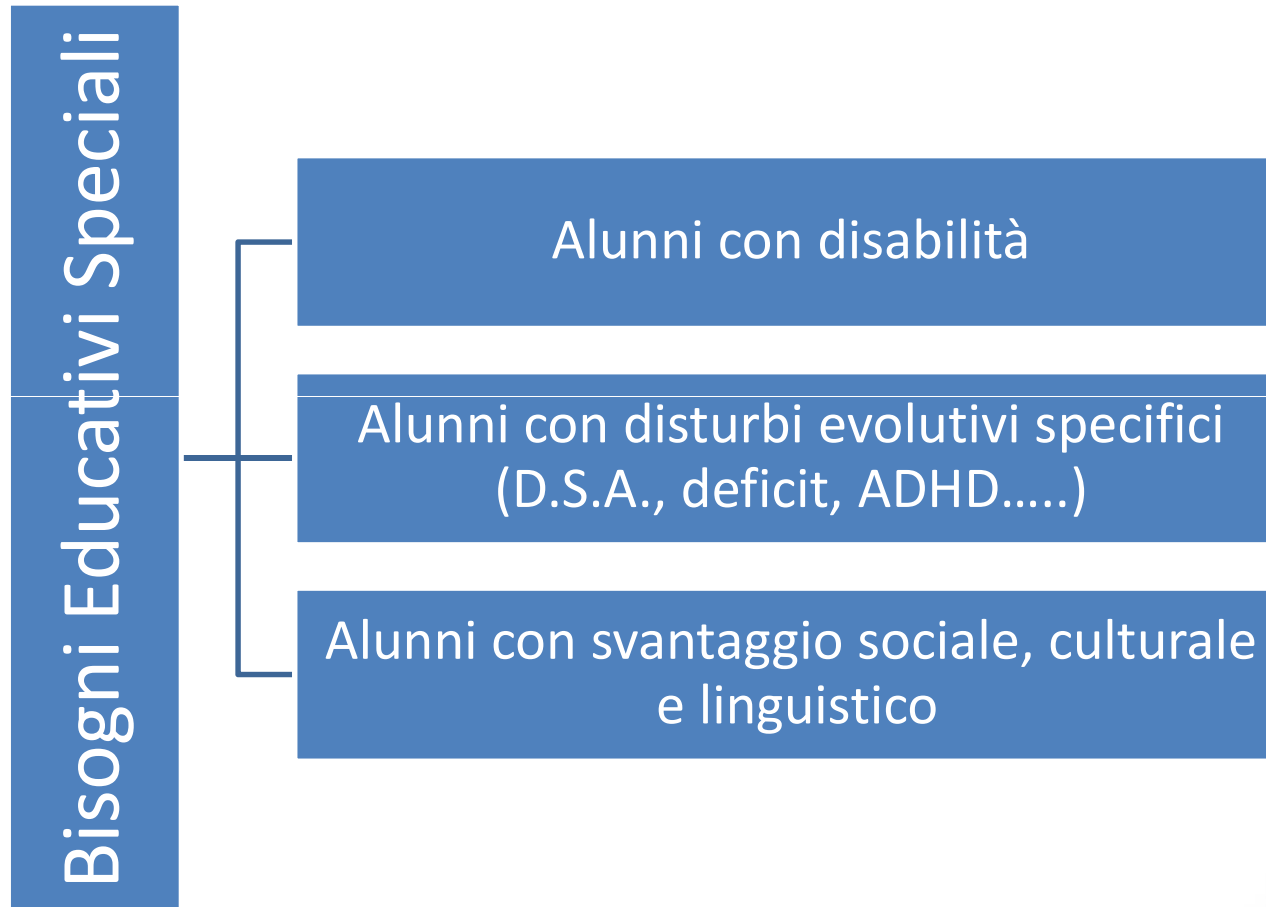 Bisogni Educativi Speciali
Alunni con disabilità
Alunni con disturbi evolutivi specifici
(D.S.A., deficit, ADHD…..)
Alunni con svantaggio sociale, culturale
e linguistico